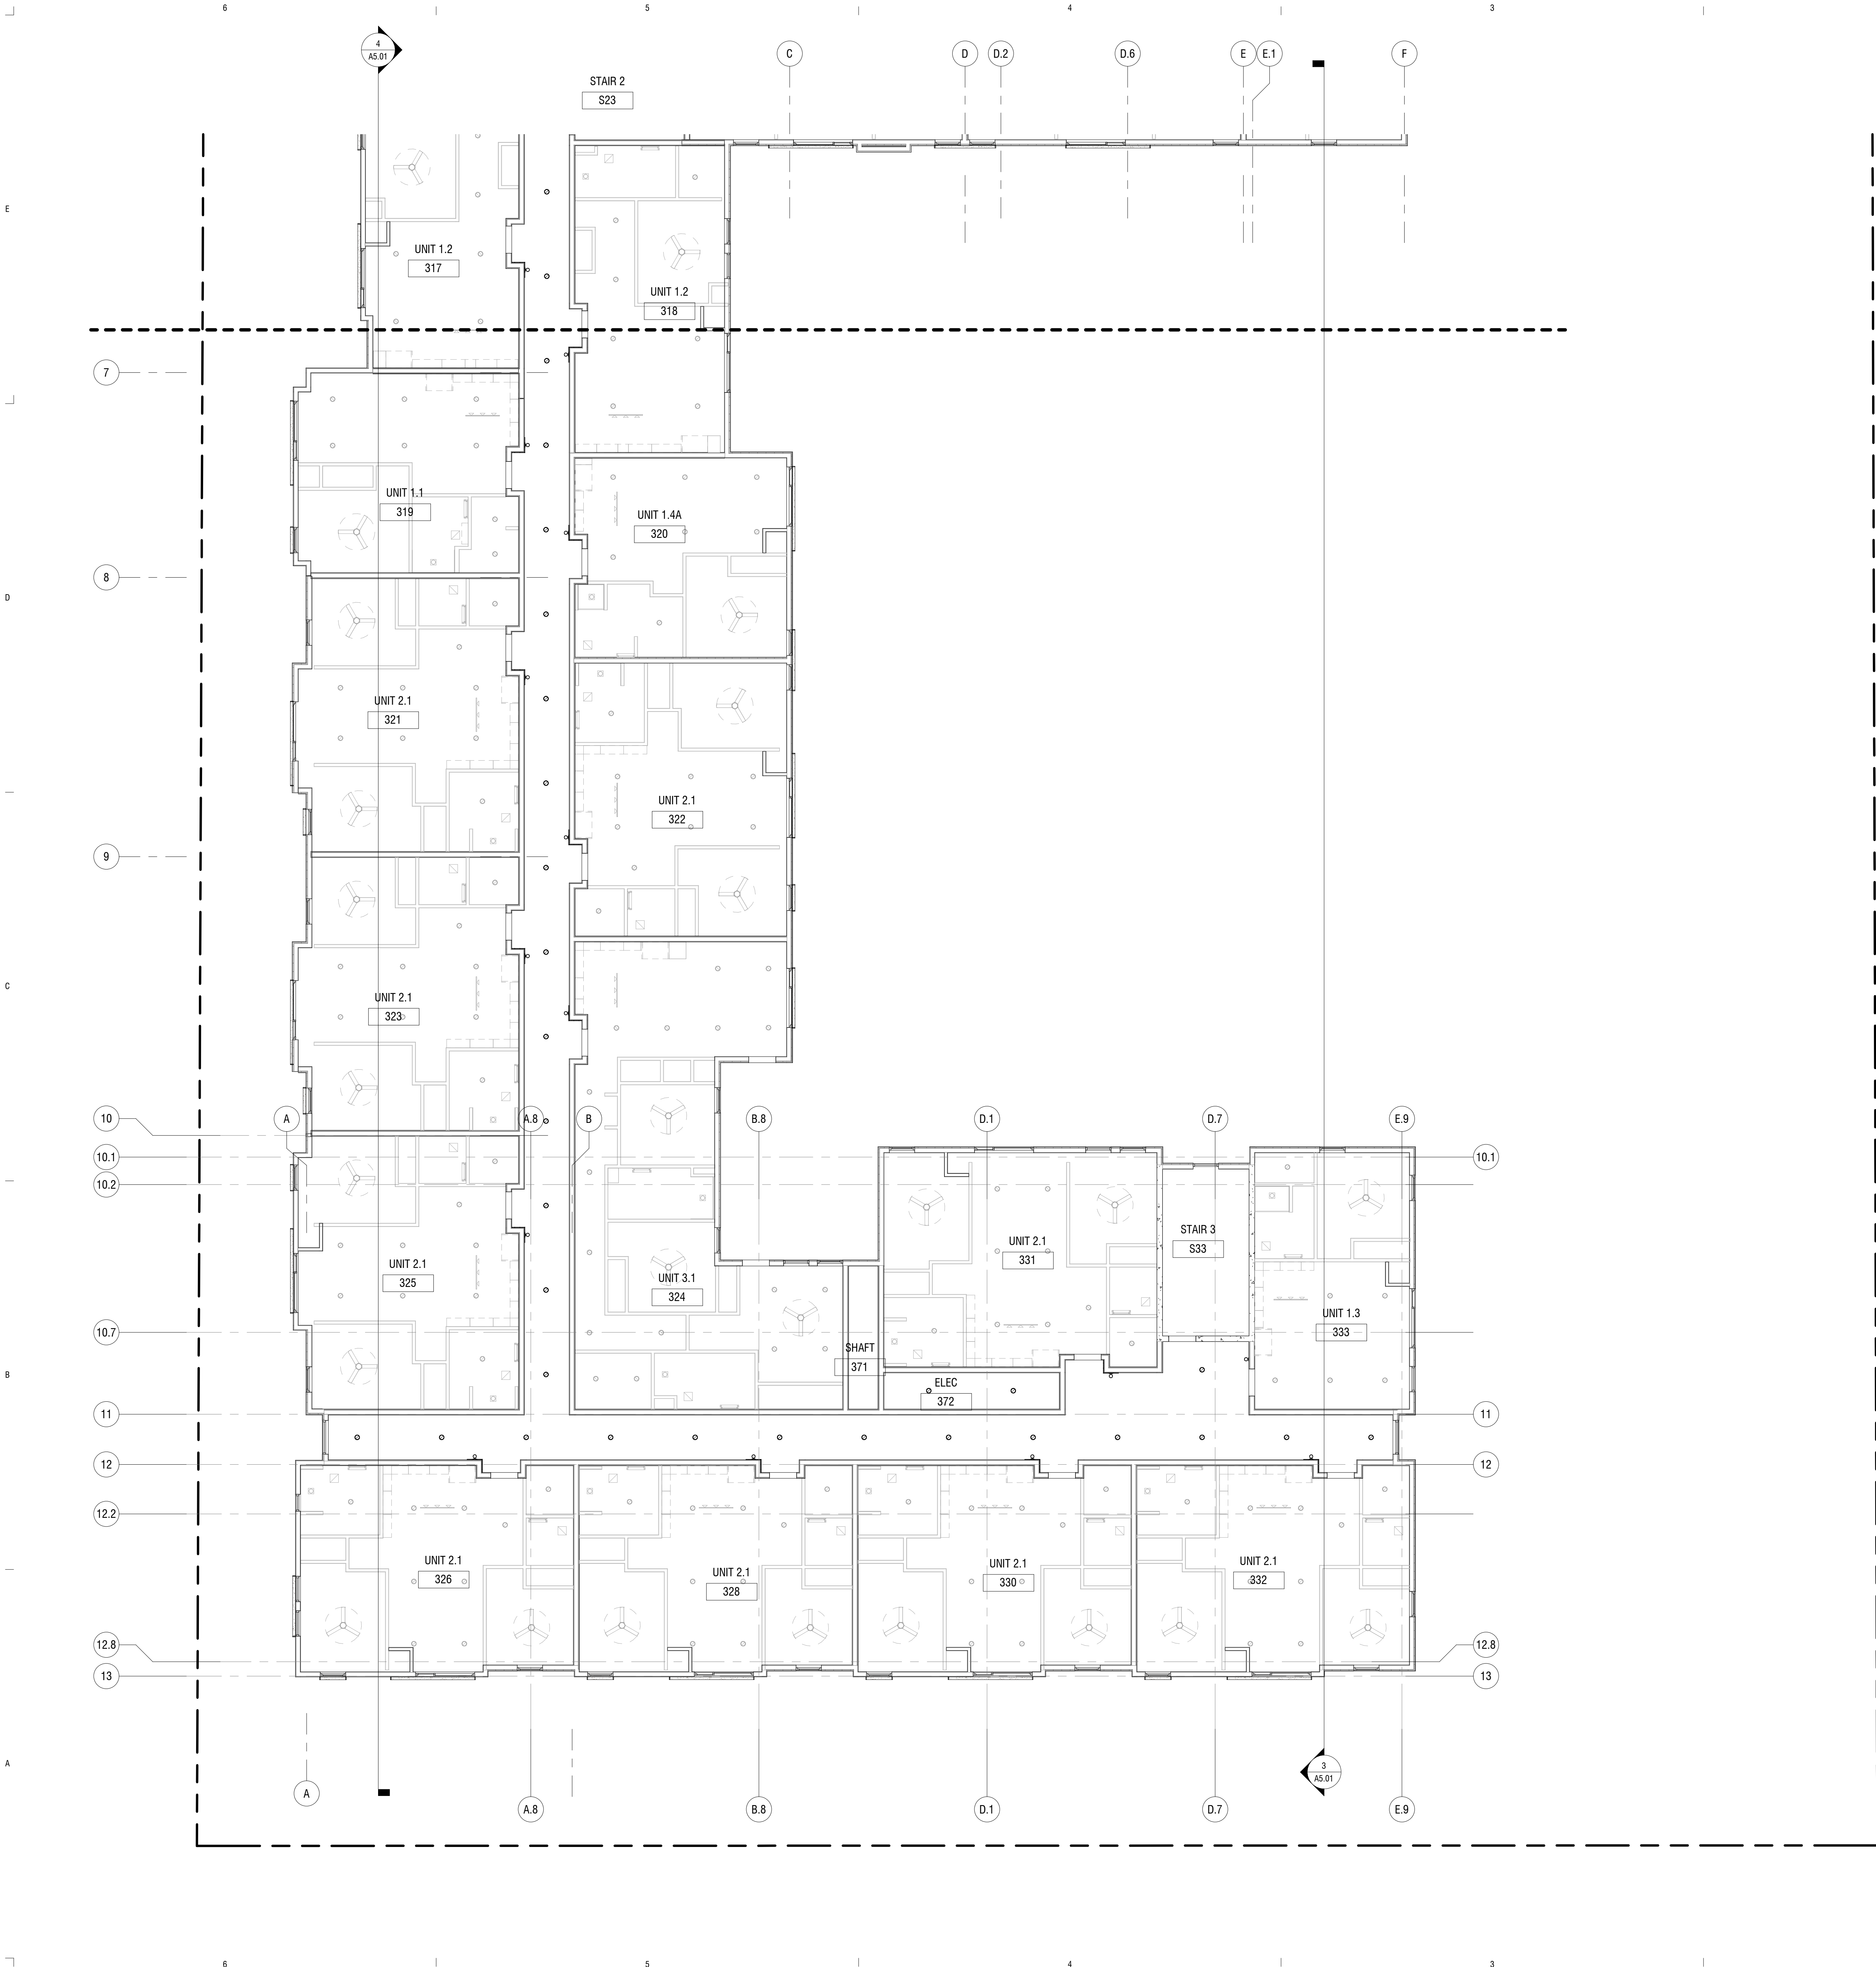 6 5 4 3
4
A5.01
C D D.2 D.6 E E.1 F
STAIR 2
S23
E
UNIT 1.2
317
UNIT 1.2
318
7
UNIT 1.1
319
UNIT 1.4A
320
8
D
UNIT 2.1
321
UNIT 2.1
322
9
C
UNIT 2.1
323
10 A A.8 B B.8 D.1 D.7 E.9
10.1 10.1
10.2
STAIR 3
S33
UNIT 2.1
331
UNIT 2.1
325
UNIT 3.1
324
UNIT 1.3
333
10.7
SHAFT
371
B
ELEC
372
11 11
12 12
12.2
UNIT 2.1
326
UNIT 2.1
328
UNIT 2.1
330
UNIT 2.1
332
12.8 12.8
13 13
A
3
A5.01
A A.8 B.8 D.1 D.7 E.9
6 5 4 3